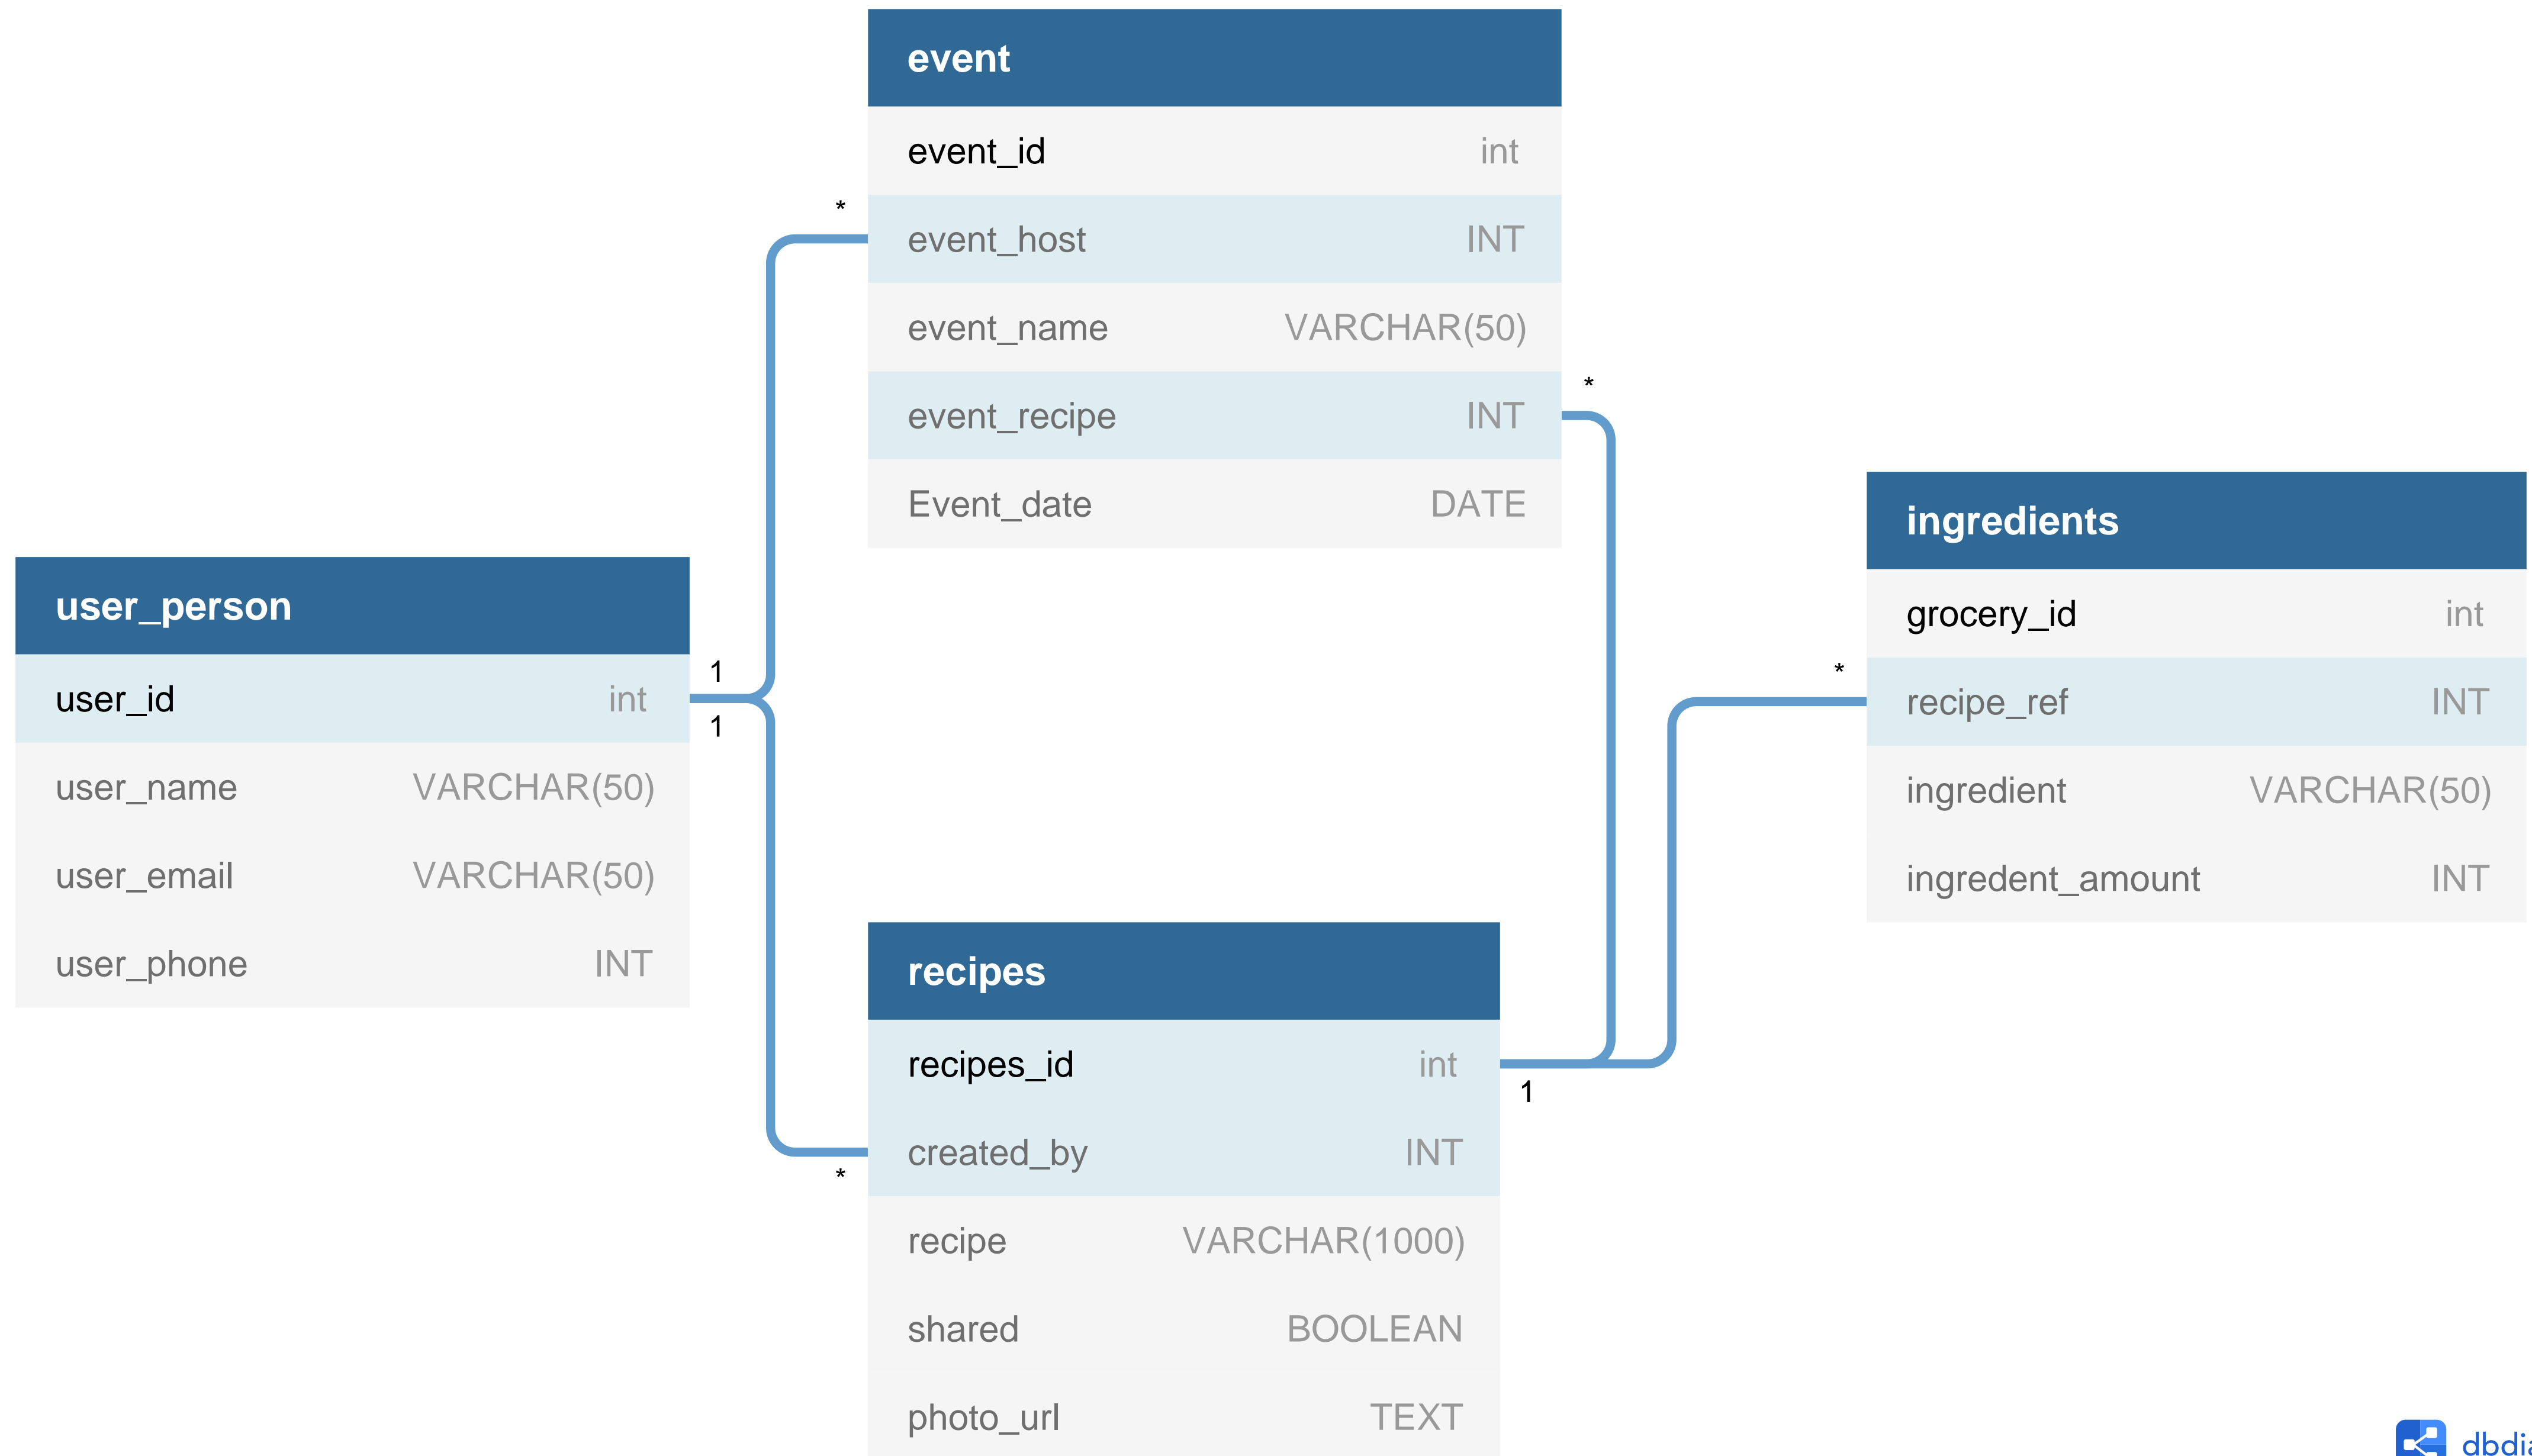 event
event_id int
*
event_host INT
event_name VARCHAR(50)
*
event_recipe INT
Event_date DATE
user_person
1
user_id int
1
user_name VARCHAR(50)
user_email VARCHAR(50)
user_phone INT
ingredients
grocery_id int
*
recipe_ref INT
ingredient VARCHAR(50)
ingredent_amount INT
recipes
recipes_id int
1
created_by INT
*
recipe VARCHAR(1000)
shared BOOLEAN
photo_url TEXT